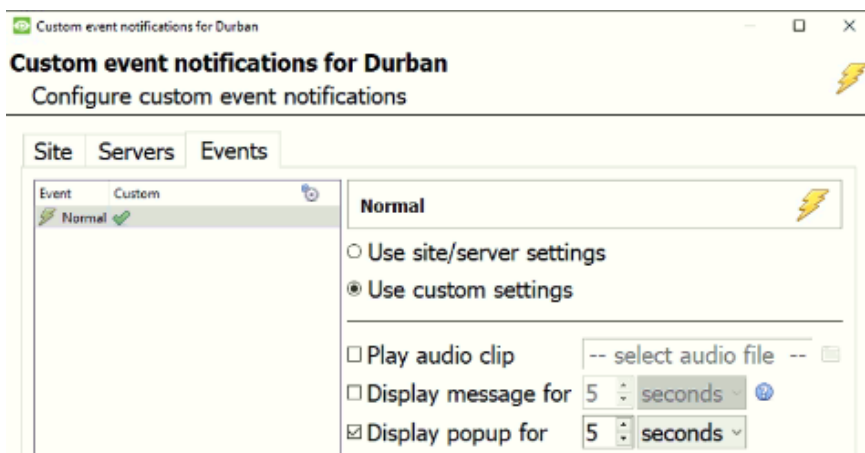 Custom event notifications for Durban
Custom event notifications for Durban
Configure custom event notifications
Site Servers Events
Event Custom
Normal
Normal
Use site/server settings
Use custom settings
Play audio clip -- select audio file --
Display message for 5 seconds
Display popup for 5 seconds